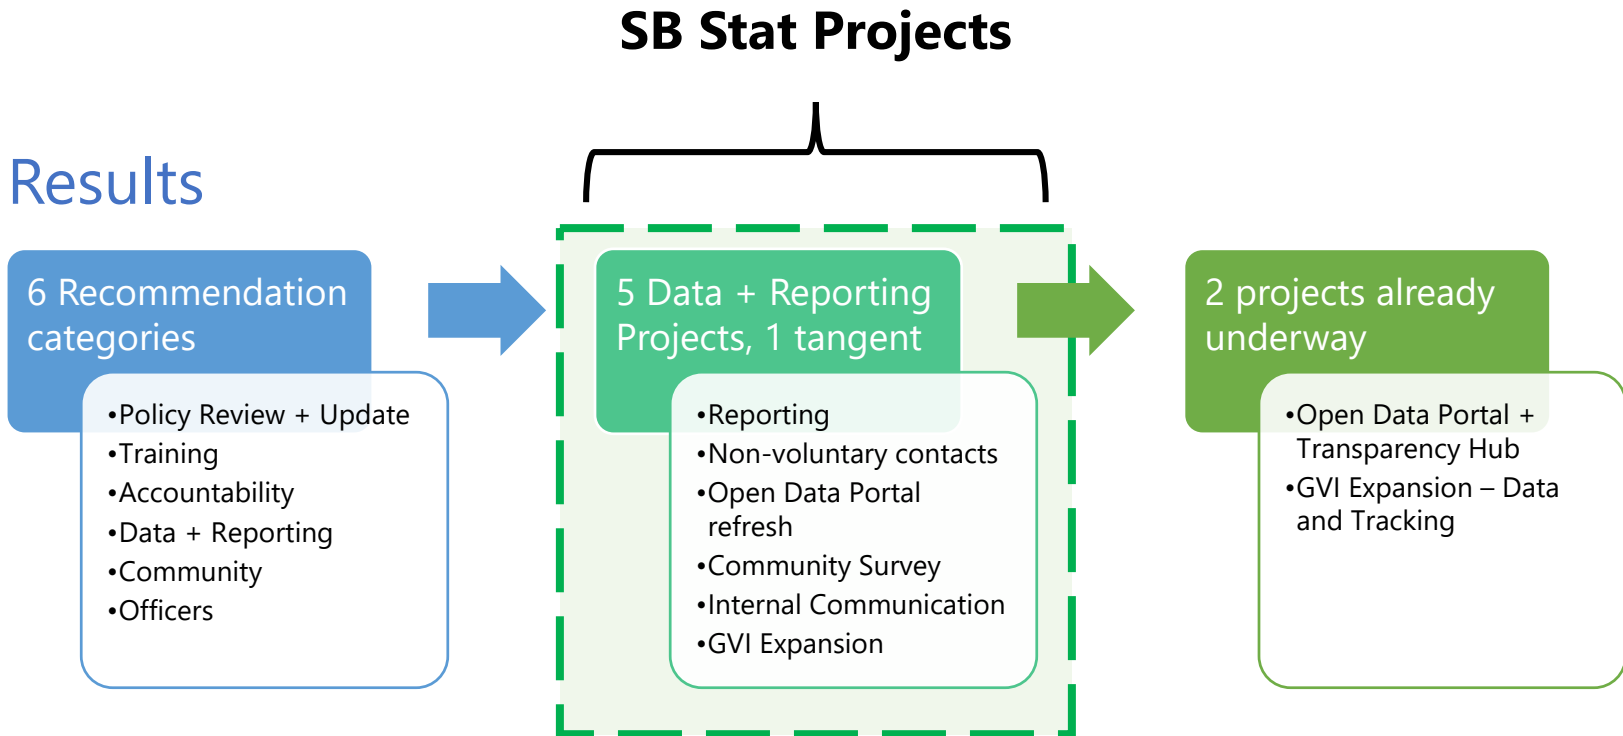 SB Stat Projects
Results
6 Recommendation
categories
•Policy Review + Update
•Training
•Accountability
•Data + Reporting
•Community
•Officers
5 Data + Reporting
Projects, 1 tangent
•Reporting
•Non-voluntary contacts
•Open Data Portal
refresh
•Community Survey
•Internal Communication
•GVI Expansion
2 projects already
underway
•Open Data Portal +
Transparency Hub
•GVI Expansion – Data
and Tracking